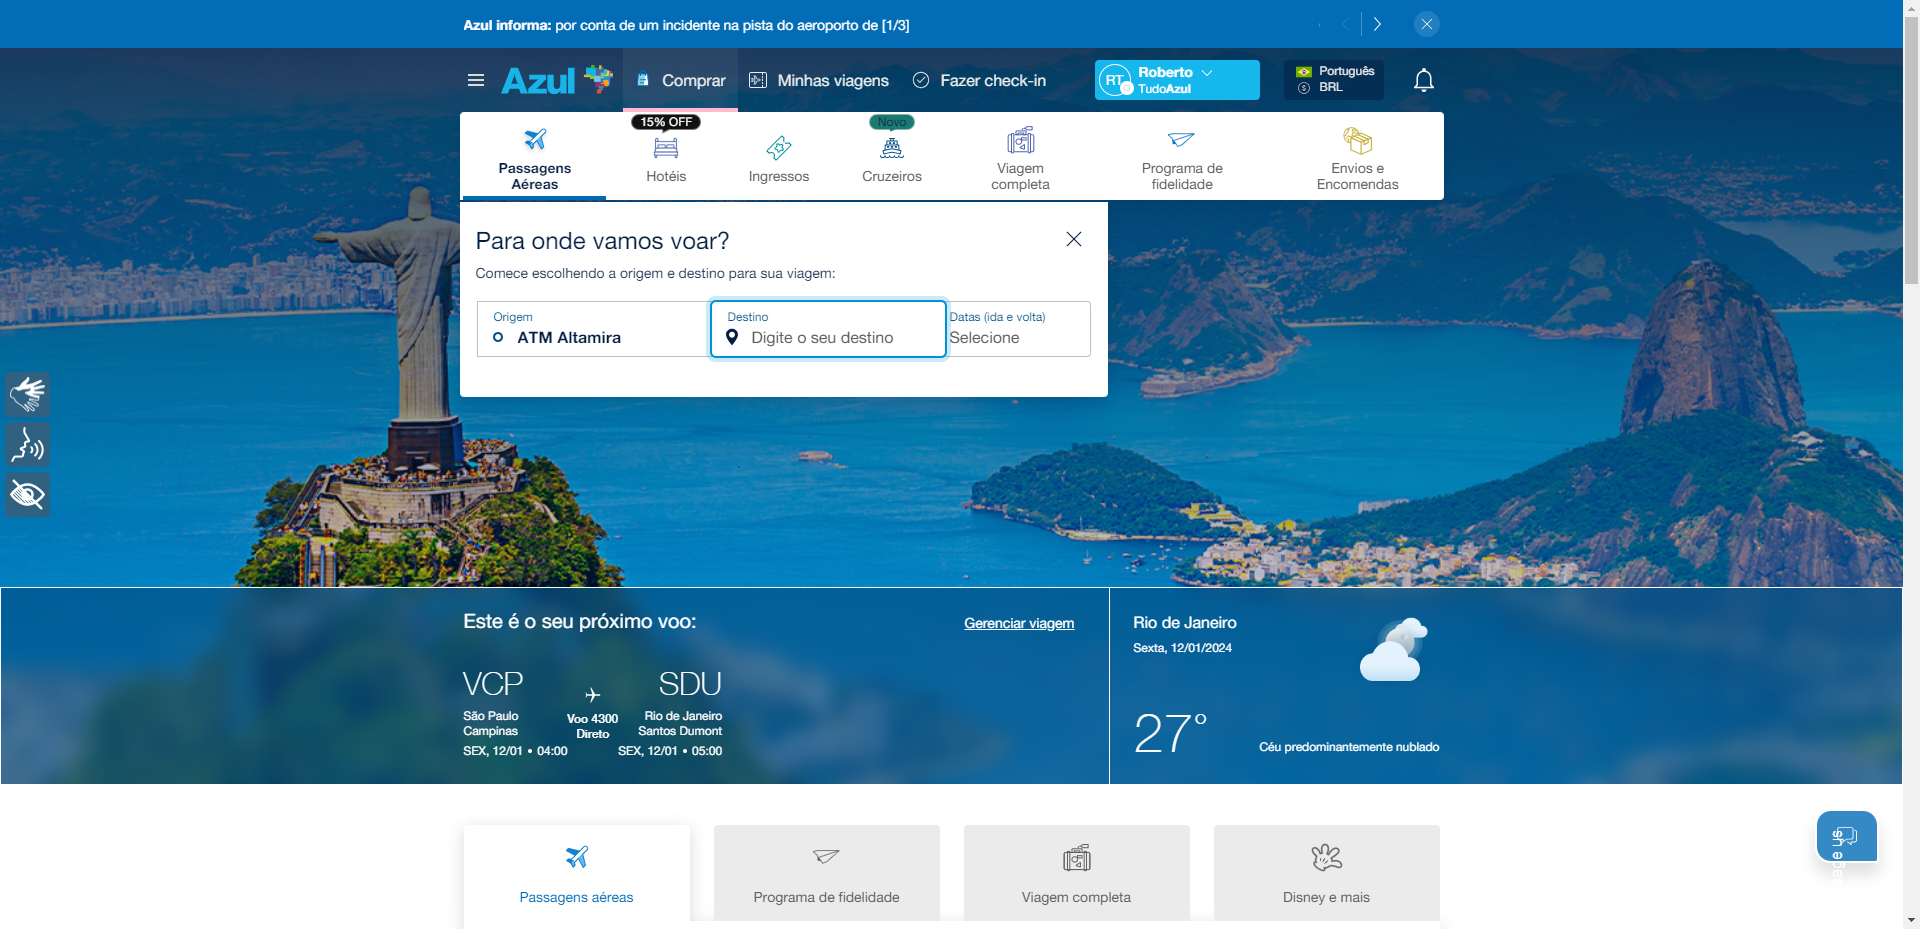 Azul informa: por conta de um incidente na pista do aeroporto de [1/3]
Azul
Comprar
Minhas viagens
Fazer check-in
RT
Roberto
TudoAzul
Português
BRL
Passagens
Aéreas
15% OFF
Hotéis
Ingressos
Novo
Cruzeiros
Viagem
completa
Programa de
fidelidade
Envios e
Encomendas
Para onde vamos voar?
Comece escolhendo a origem e destino para sua viagem:
Origem
ATM Altamira
Destino
Digite o seu destino
Datas (ida e volta)
Selecione
Este é o seu próximo voo:
Gerenciar viagem
VCP
SDU
São Paulo
Campinas
Voo 4300
Direto
Rio de Janeiro
Santos Dumont
SEX, 12/01 • 04:00
SEX, 12/01 • 05:00
Rio de Janeiro
Sexta, 12/01/2024
27°
Céu predominantemente nublado
Passagens aéreas
Programa de fidelidade
Viagem completa
Disney e mais